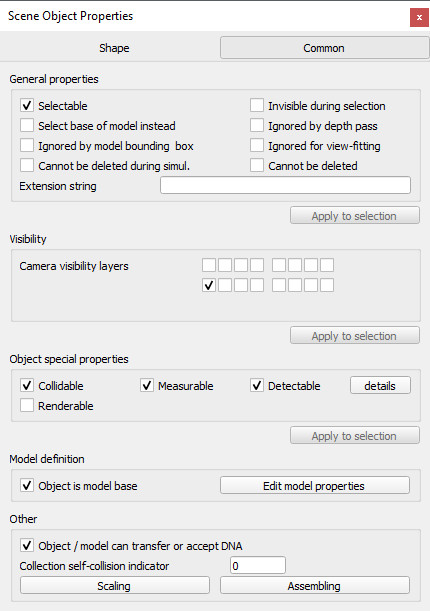 Scene Object Properties x
Shape Common
General properties
Selectable Invisible during selection
Select base of model instead Ignored by depth pass
Ignored by model bounding box Ignored for view-fitting
Cannot be deleted during simul. Cannot be deleted
Extension string
Apply to selection
Visibility
Camera visibility layers
Apply to selection
Object special properties
Collidable Measurable Detectable details
Renderable
Apply to selection
Model definition
Object is model base Edit model properties
Other
Object / model can transfer or accept DNA
Collection self-collision indicator 0
Scaling Assembling